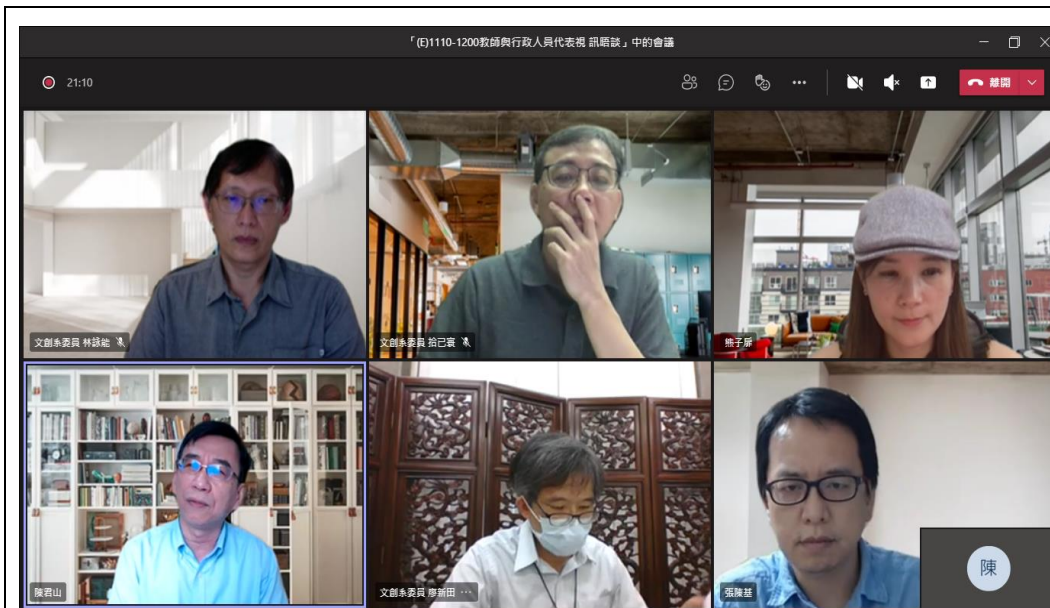 「(E)1110-1200教師與行政人員代表視 訊晤談」中的會議
21:10
離開
文創系委員 林詠能
文創系委員 拾已寰
熊子扉
陳君山
文創系委員 廖新田 ...
張陳基
陳